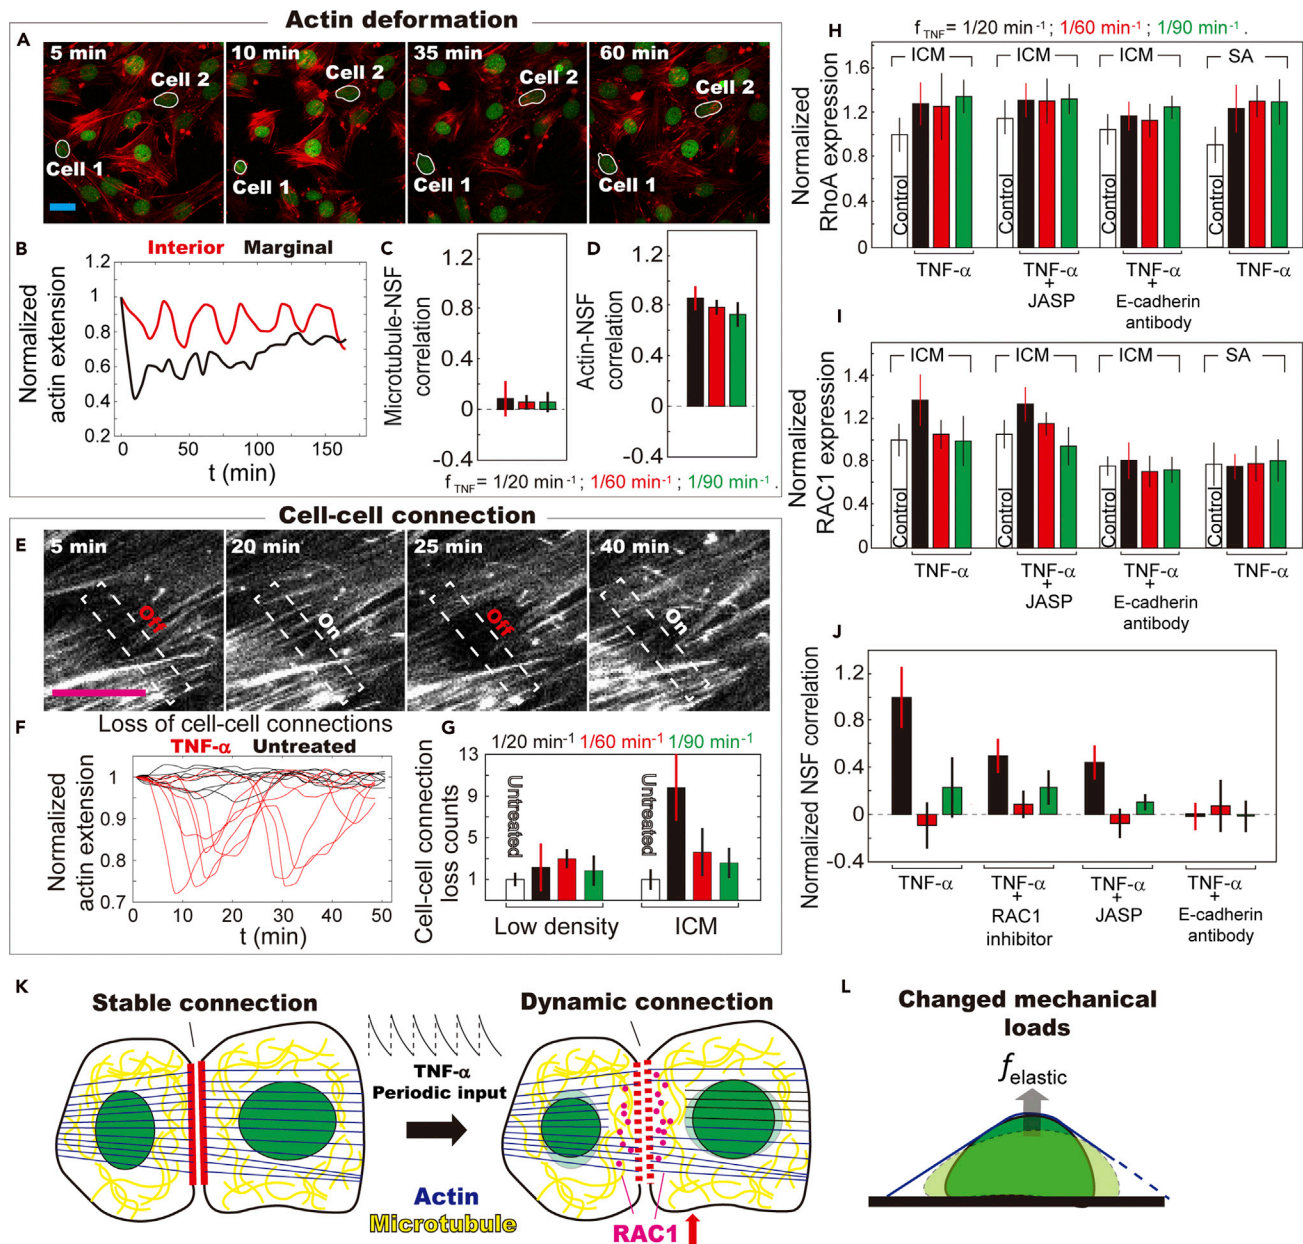 Actin deformation
A
5 min
10 min
35 min
60 min
Cell 2
Cell 2
Cell 2
Cell 2
Cell 1
Cell 1
Cell 1
Cell 1
B
Interior Marginal
Normalized
actin extension
1.2
1
0.8
0.6
0.4
0.2
0 50 100 150
t (min)
C
Microtubule-NSF
correlation
1.2
0.8
0.4
0
-0.4
D
Actin-NSF
correlation
1.2
0.8
0.4
0
-0.4
f TNF = 1/20 min-1 ; 1/60 min-1 ; 1/90 min-1 .
Cell-cell connection
E
5 min
20 min
25 min
40 min
Off
On
Off
On
F
Loss of cell-cell connections
TNF-α Untreated
Normalized
actin extension
1
0.9
0.8
0.7
0 10 20 30 40 50
t (min)
G
1/20 min-1 1/60 min-1 1/90 min-1
Cell-cell connection
loss counts
13
10
7
4
1
Untreated
Untreated
Low density
ICM
H
f TNF = 1/20 min-1 ; 1/60 min-1 ; 1/90 min-1 .
Normalized
RhoA expression
1.6
1.2
0.8
0.4
0
ICM
ICM
ICM
SA
Control
Control
Control
Control
TNF-α
TNF-α
+
JASP
TNF-α
+
E-cadherin
antibody
TNF-α
I
Normalized
RAC1 expression
1.4
1.2
0.8
0.4
0
ICM
ICM
ICM
SA
Control
Control
Control
Control
TNF-α
TNF-α
+
JASP
TNF-α
+
E-cadherin
antibody
TNF-α
J
Normalized NSF correlation
1.2
0.8
0.4
0
-0.4
TNF-α
TNF-α
+
RAC1
inhibitor
TNF-α
+
JASP
TNF-α
+
E-cadherin
antibody
K
Stable connection
TNF-α
Periodic input
Dynamic connection
Actin
Microtubule
RAC1
L
Changed mechanical
loads
f elastic